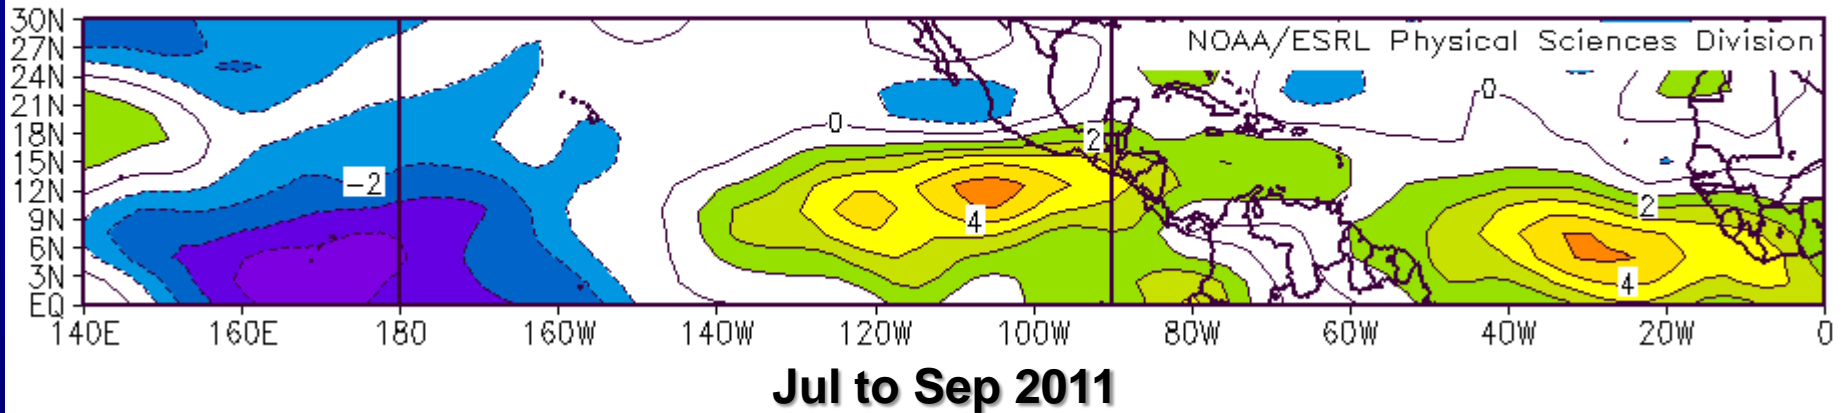 30N
27N
24N
21N
18N
15N
12N
9N
6N
3N
EQ
NOAA/ESRL Physical Sciences Division
0
0
2
-2
2
4
4
140E 160E 180 160W 140W 120W 100W 80W 60W 40W 20W 0
Jul to Sep 2011